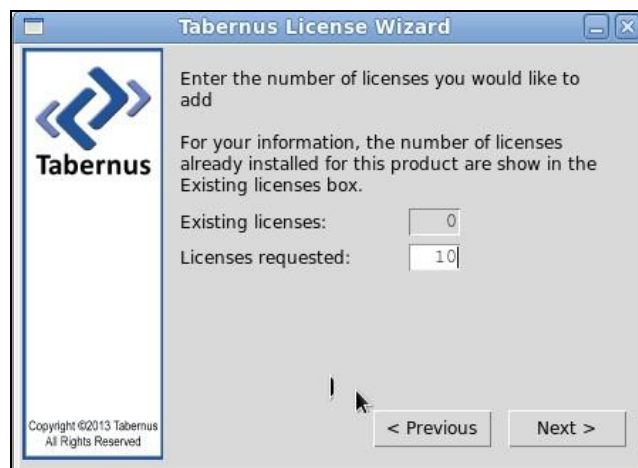 Tabernus License Wizard
Tabernus
Enter the number of licenses you would like to
add
For your information, the number of licenses
already installed for this product are show in the
Existing licenses box.
Existing licenses: 0
Licenses requested: 10
Copyright ©2013 Tabernus
All Rights Reserved
< Previous Next >